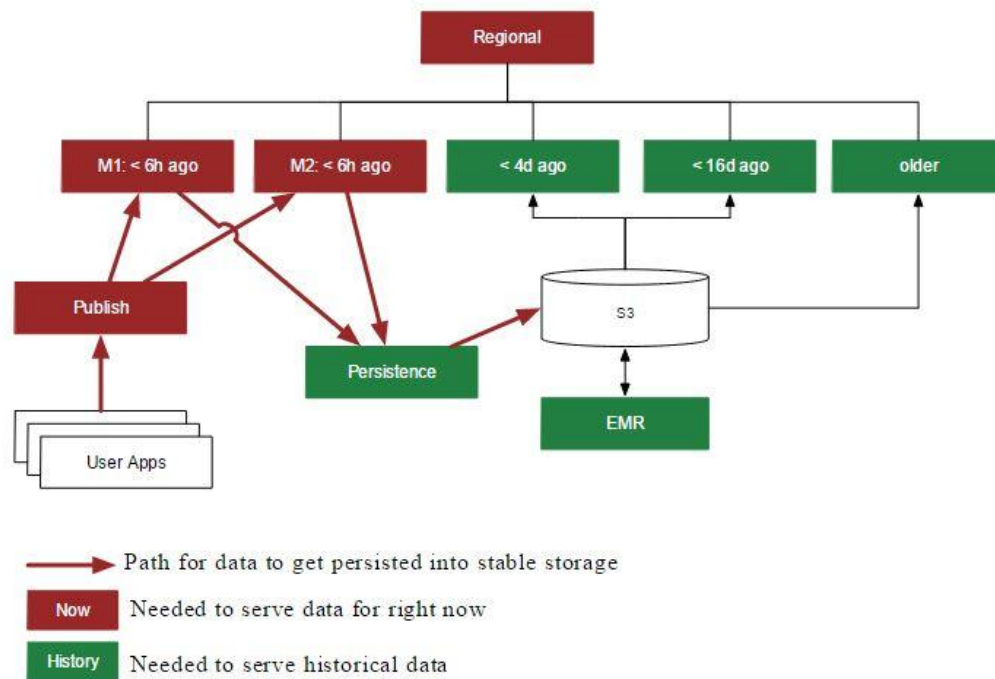 Regional
M1: < 6h ago
M2: < 6h ago
< 4d ago
< 16d ago
older
Publish
S3
Persistence
EMR
User Apps
Path for data to get persisted into stable storage
Now
Needed to serve data for right now
History
Needed to serve historical data